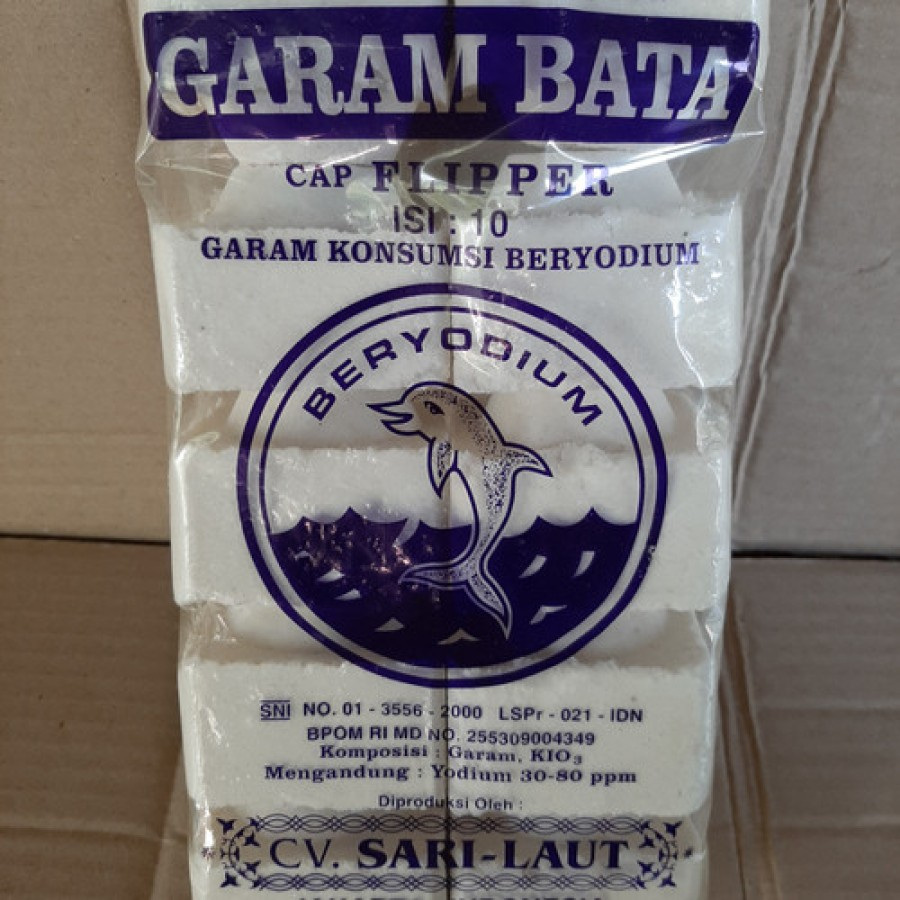 GARAM BATA
CAP FLIPPER
ISI : 10
GARAM KONSUMSI BERYODIUM
BERYODIUM
SNI NO. 01 - 3556 - 2000 LSPr - 021 - IDN
BPOM RI MD NO. 255309004349
Komposisi : Garam, KIO₃
Mengandung : Yodium 30-80 ppm
Diproduksi Oleh :
CV. SARI-LAUT